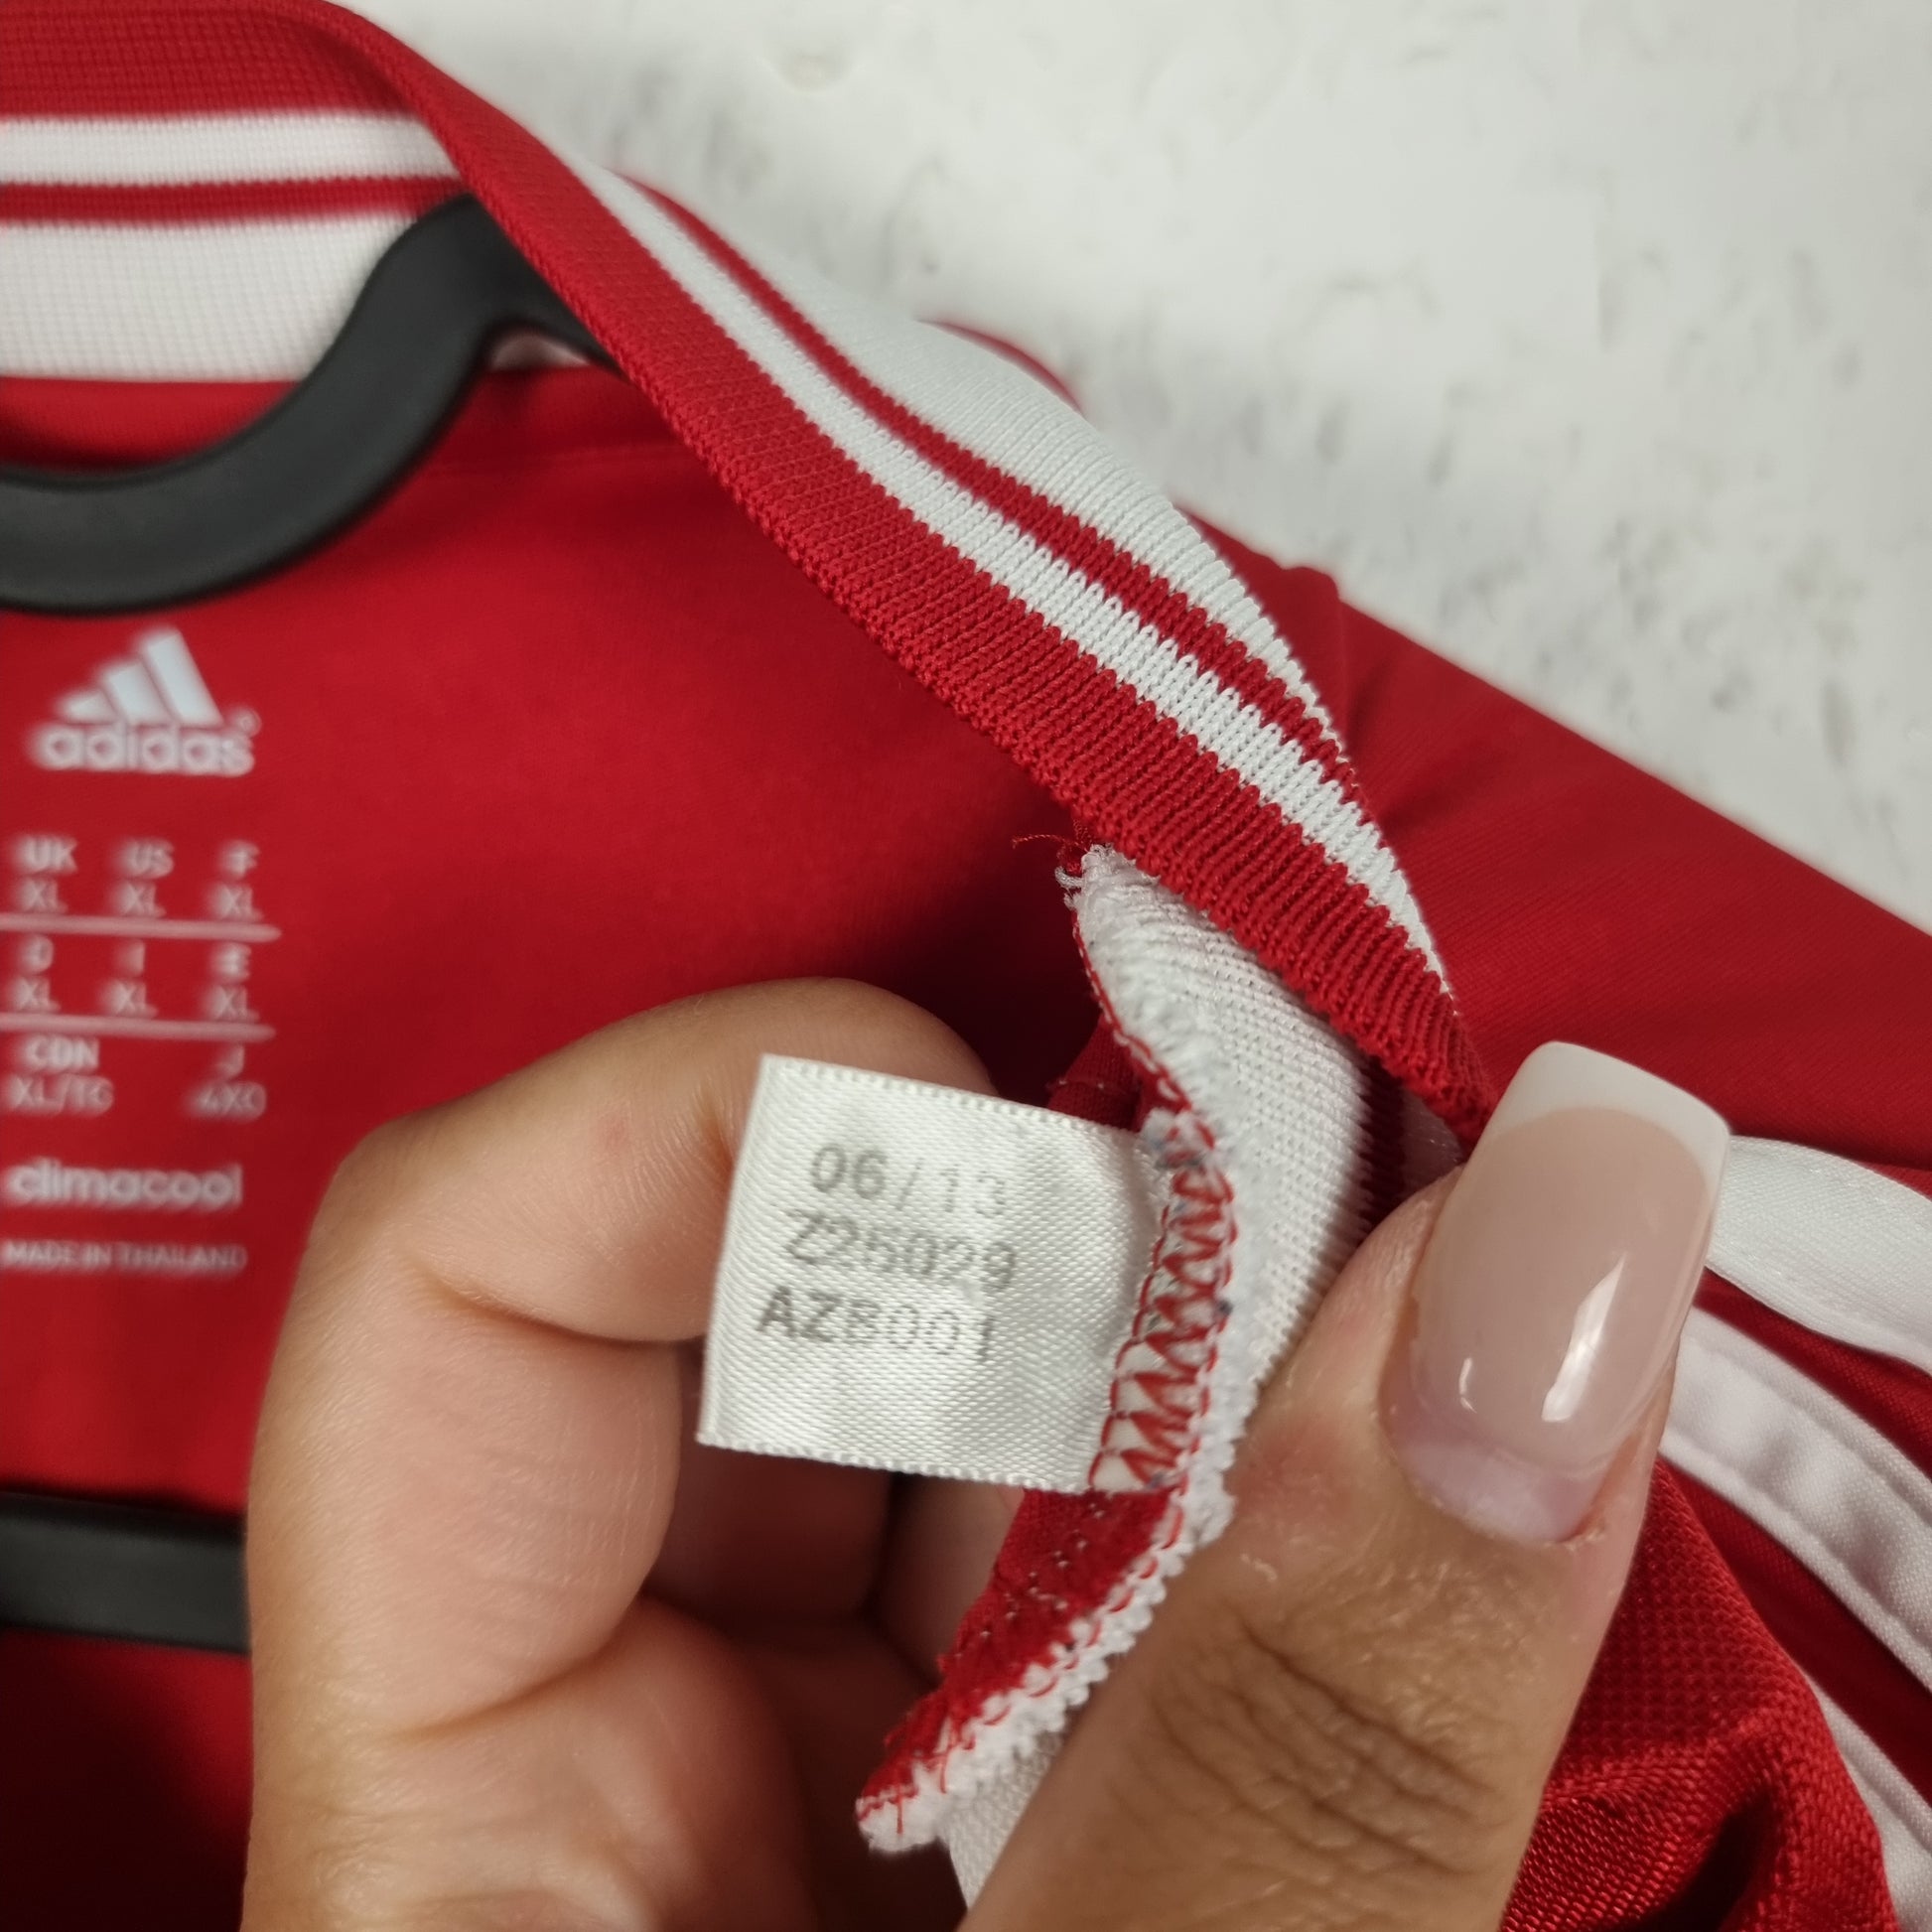 adidas
UK US F
XL XL XL
D I E
XL XL XL
CDN J
XL/TG 4XO
climacool
MADE IN THAILAND
06/13
Z25029
AZB001